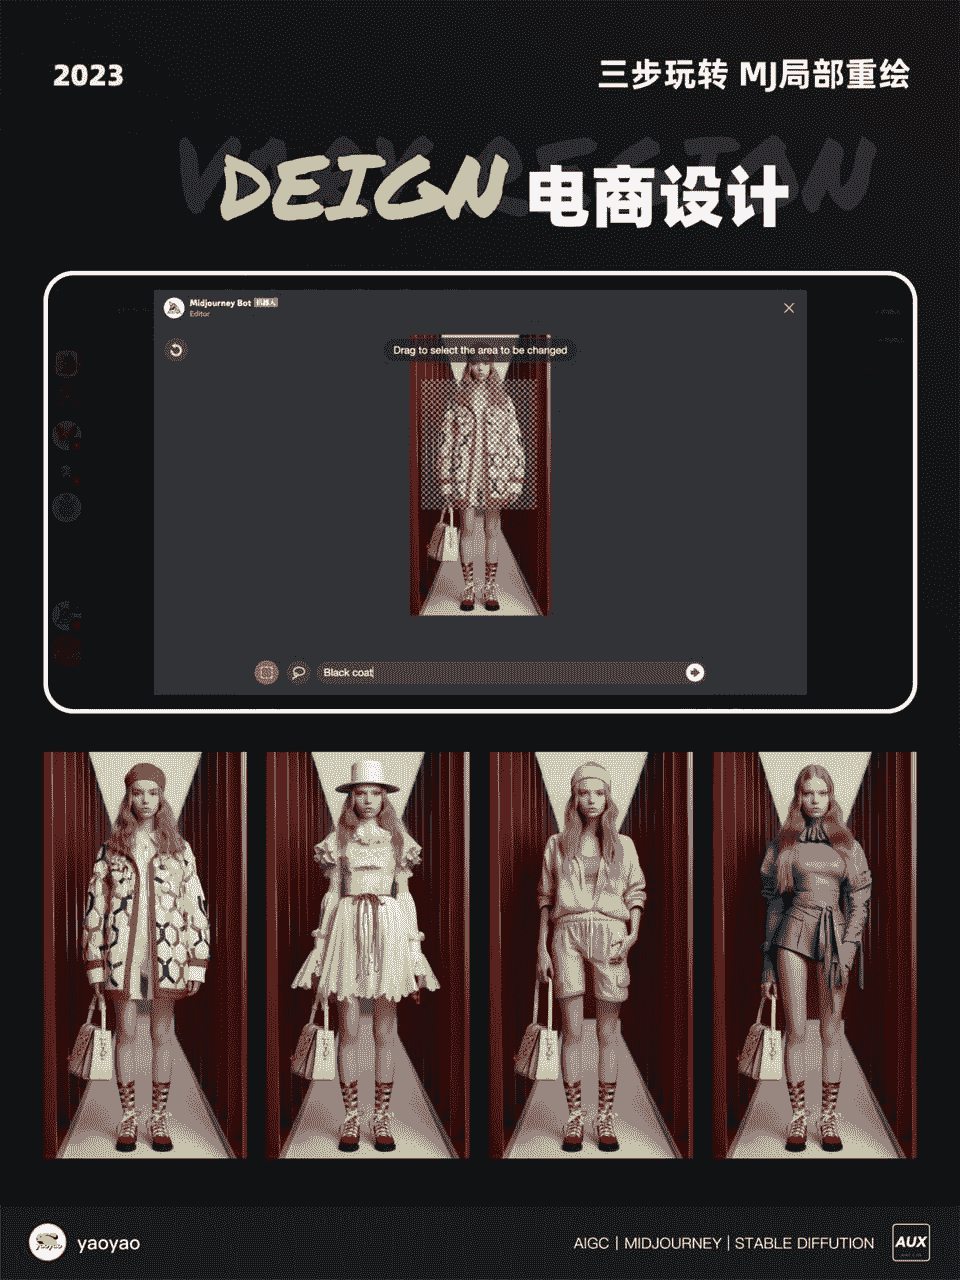 2023
三步玩转 MJ局部重绘
VARY REGION
DEIGN 电商设计
Midjourney Bot 机器人
Editor
Drag to select the area to be changed
Black coat
yaoyao
AIGC | MIDJOURNEY | STABLE DIFFUTION
AUX